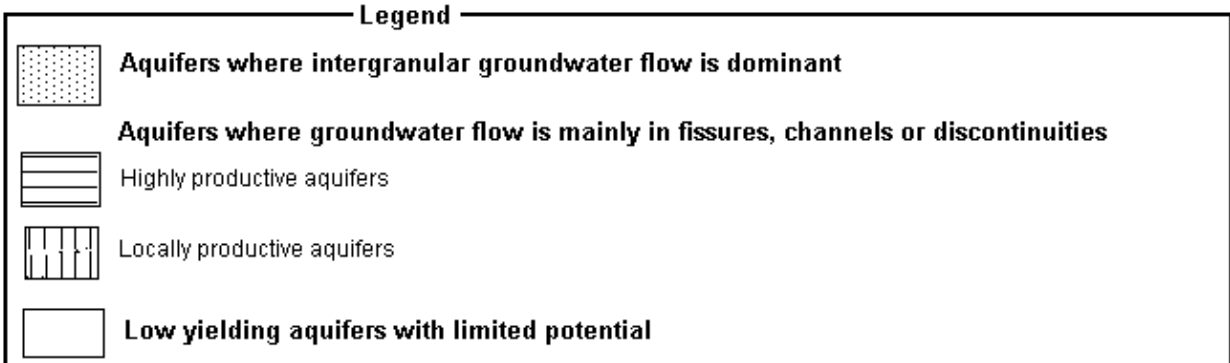 Legend
Aquifers where intergranular groundwater flow is dominant
Aquifers where groundwater flow is mainly in fissures, channels or discontinuities
Highly productive aquifers
Locally productive aquifers
Low yielding aquifers with limited potential